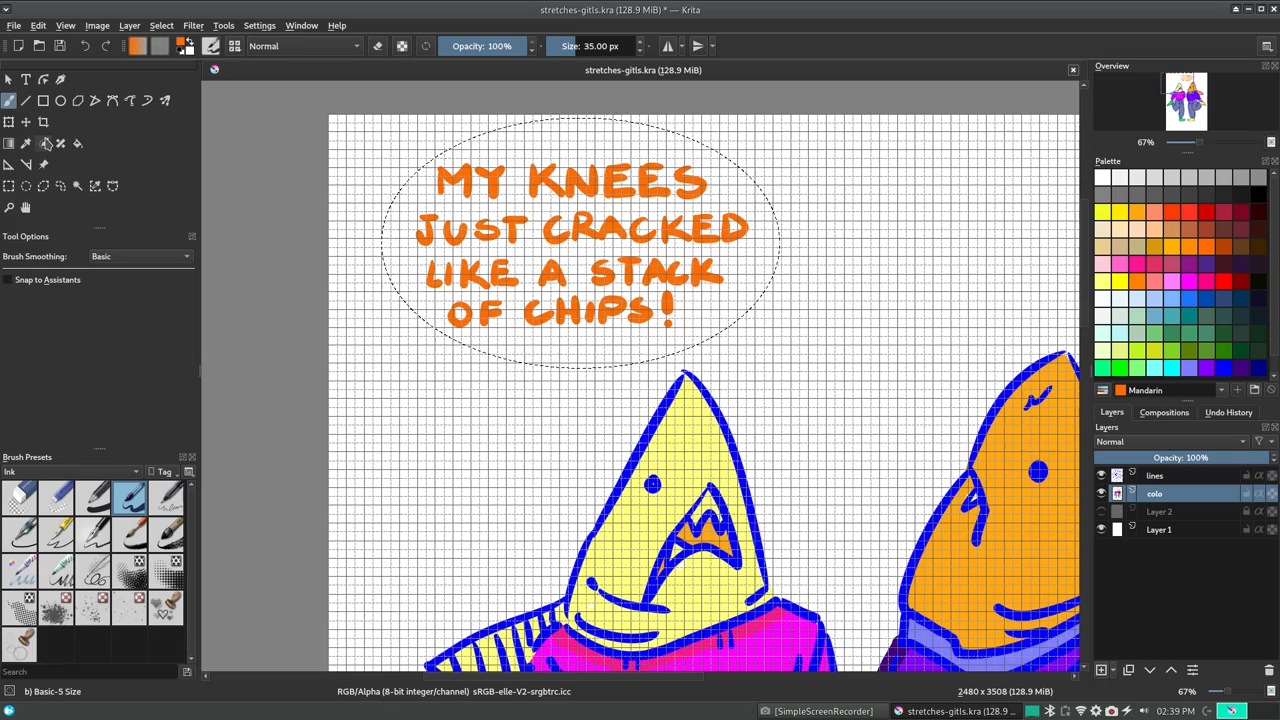 stretches-gitls.kra (128.9 MiB) * — Krita
File Edit View Image Layer Select Filter Tools Settings Window Help
Normal Opacity: 100% Size: 35.00 px
stretches-gitls.kra (128.9 MiB)
Overview
67%
Tool Options
Brush Smoothing: Basic
Snap to Assistants
MY KNEES
JUST CRACKED
LIKE A STACK
OF CHIPS!
Palette
Mandarin
Layers Compositions Undo History
Layers
Normal
Opacity: 100%
lines
colo
Layer 2
Layer 1
Brush Presets
Ink Tag
Search
b) Basic-5 Size RGB/Alpha (8-bit integer/channel) sRGB-elle-V2-srgbtrc.icc 2480 x 3508 (128.9 MiB) 67%
[SimpleScreenRecorder] stretches-gitls.kra (128.9 ... 02:39 PM